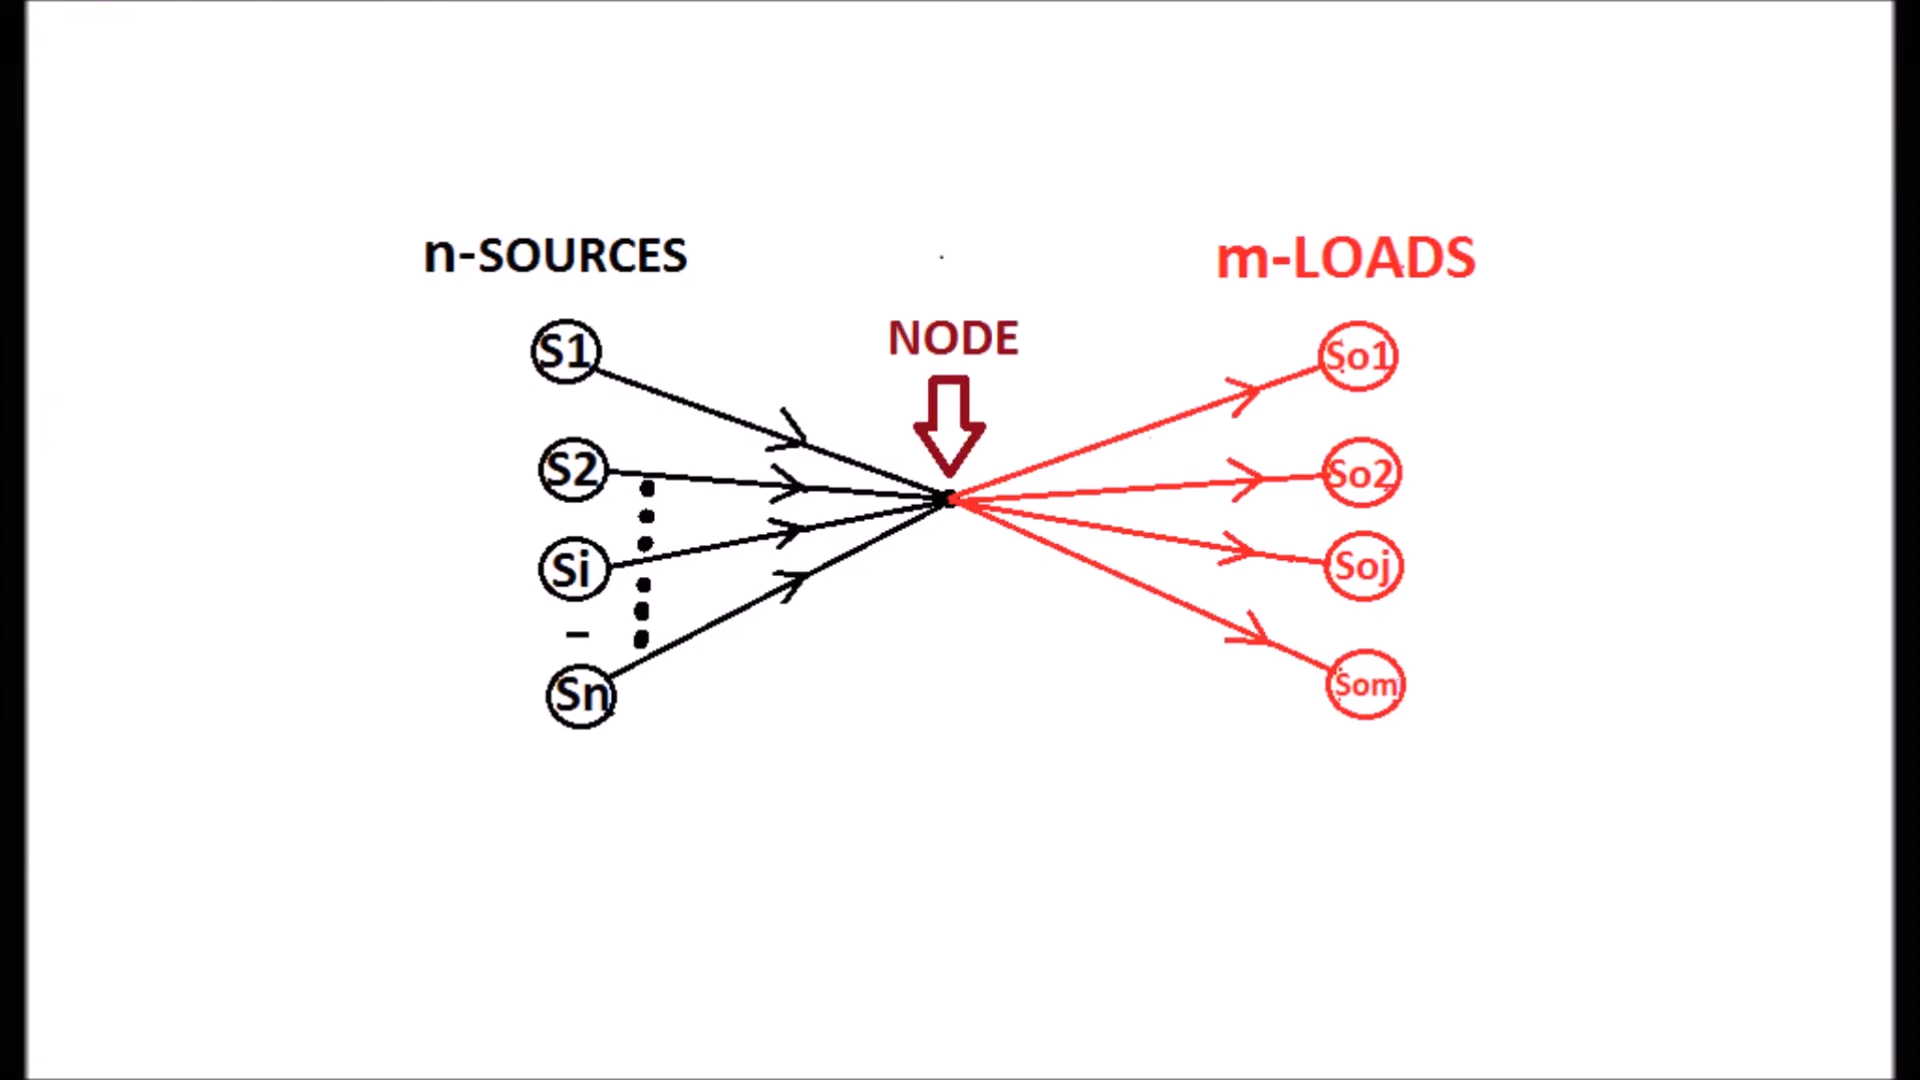 n-SOURCES
m-LOADS
NODE
S1
So1
S2
So2
Si
Soj
Sn
Som